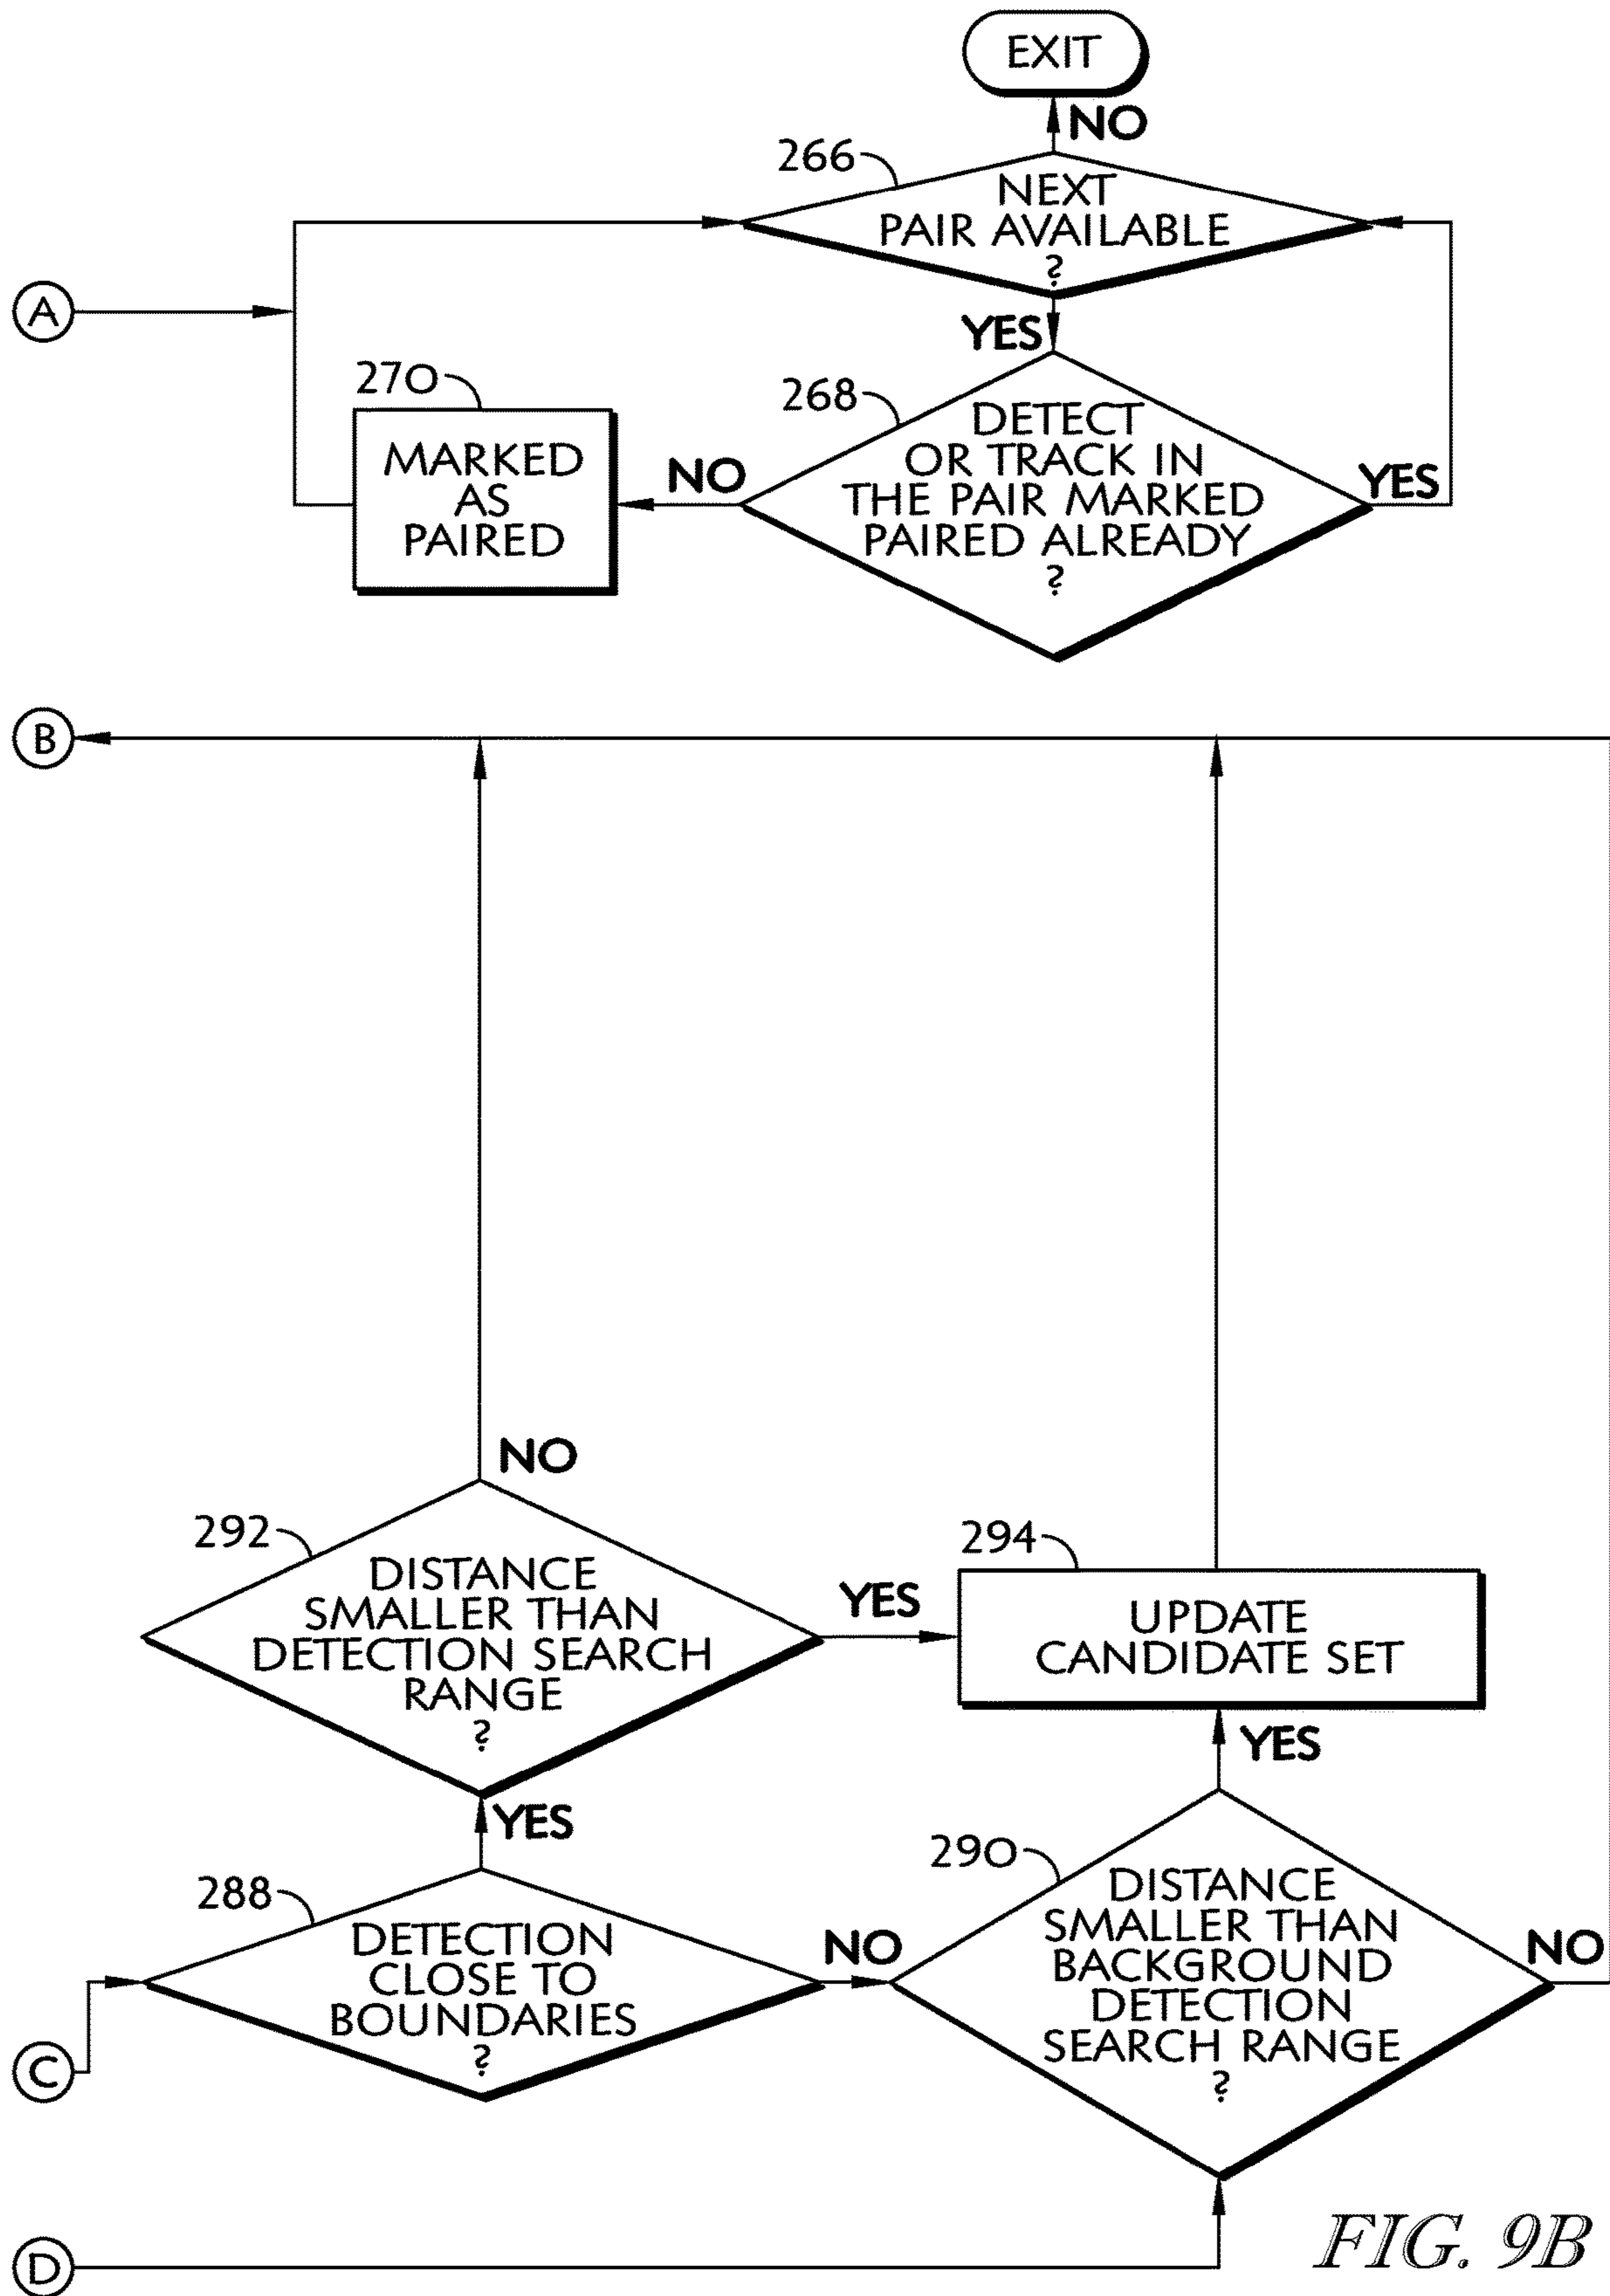 EXIT
NO
266
NEXT
PAIR AVAILABLE
?
A
YES
270
268
MARKED
AS
PAIRED
NO
DETECT
OR TRACK IN
THE PAIR MARKED
PAIRED ALREADY
?
YES
B
NO
292
DISTANCE
SMALLER THAN
DETECTION SEARCH
RANGE
?
YES
294
UPDATE
CANDIDATE SET
YES
YES
288
DETECTION
CLOSE TO
BOUNDARIES
?
NO
290
DISTANCE
SMALLER THAN
BACKGROUND
DETECTION
SEARCH RANGE
?
NO
C
D
FIG. 9B